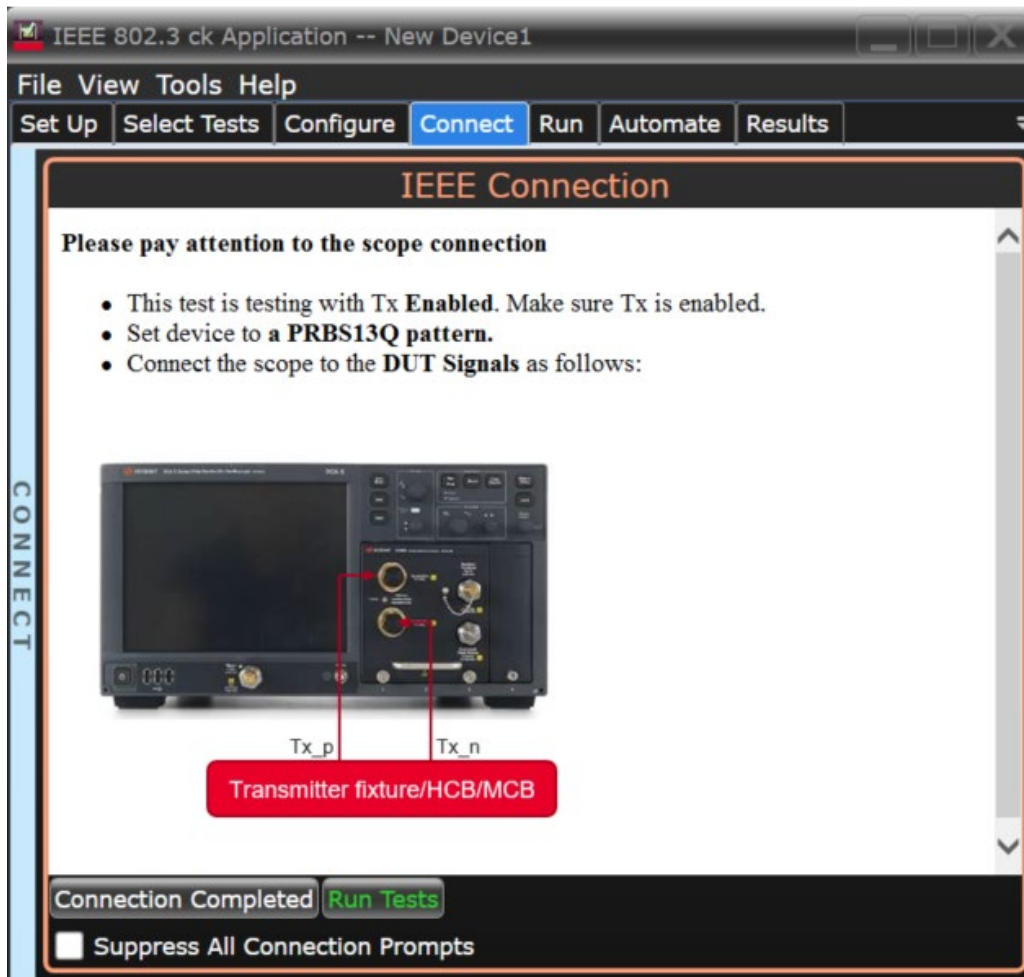 IEEE 802.3 ck Application -- New Device1
File View Tools Help
Set Up Select Tests Configure Connect Run Automate Results
CONNECT
IEEE Connection
Please pay attention to the scope connection
• This test is testing with Tx Enabled. Make sure Tx is enabled.
• Set device to a PRBS13Q pattern.
• Connect the scope to the DUT Signals as follows:
Tx_p Tx_n
Transmitter fixture/HCB/MCB
Connection Completed Run Tests
Suppress All Connection Prompts